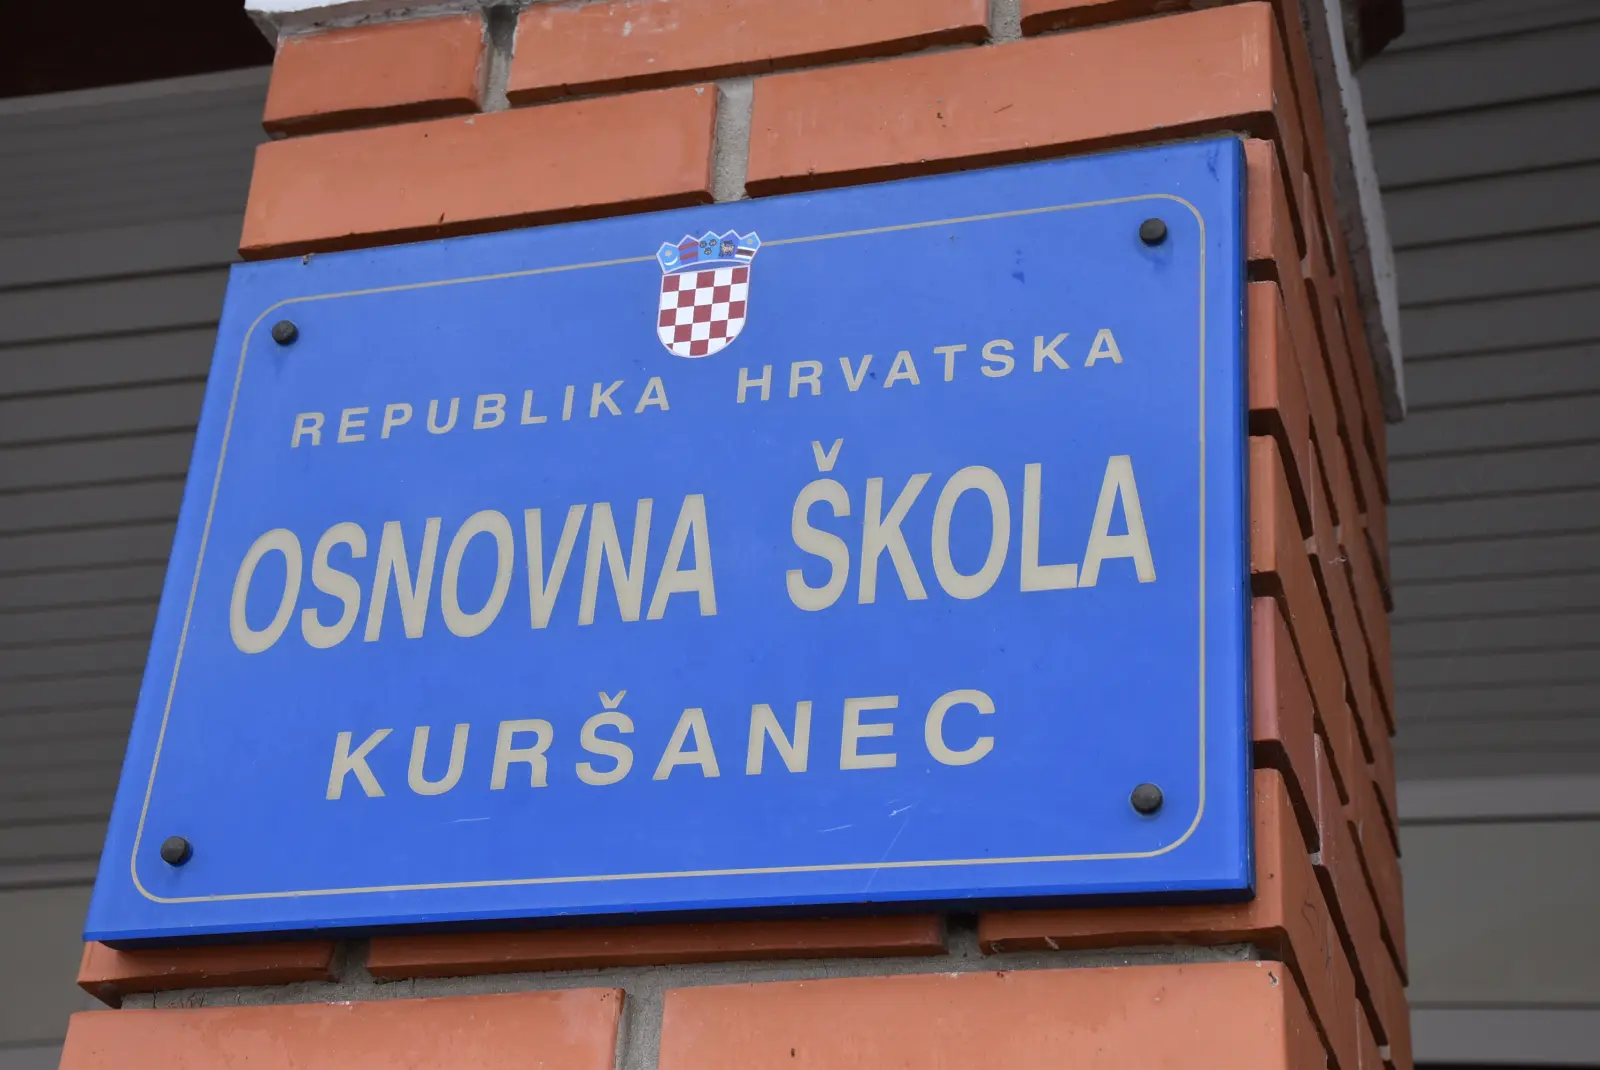 REPUBLIKA HRVATSKA
OSNOVNA ŠKOLA
KURŠANEC